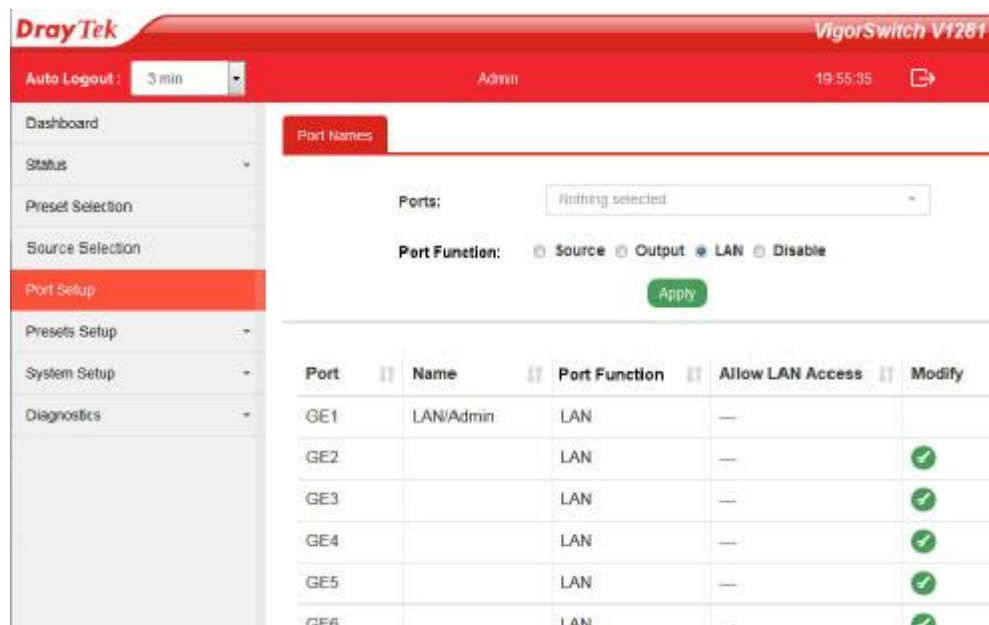 DrayTek
VigorSwitch V1281
Auto Logout : 3 min
Admin
19:55:35
Dashboard
Status
Preset Selection
Source Selection
Port Setup
Presets Setup
System Setup
Diagnostics
Port Names
Ports: Nothing selected
Port Function: Source Output LAN Disable
Apply
Port Name Port Function Allow LAN Access Modify
GE1 LAN/Admin LAN ---
GE2 LAN ---
GE3 LAN ---
GE4 LAN ---
GE5 LAN ---
GE6 LAN ---